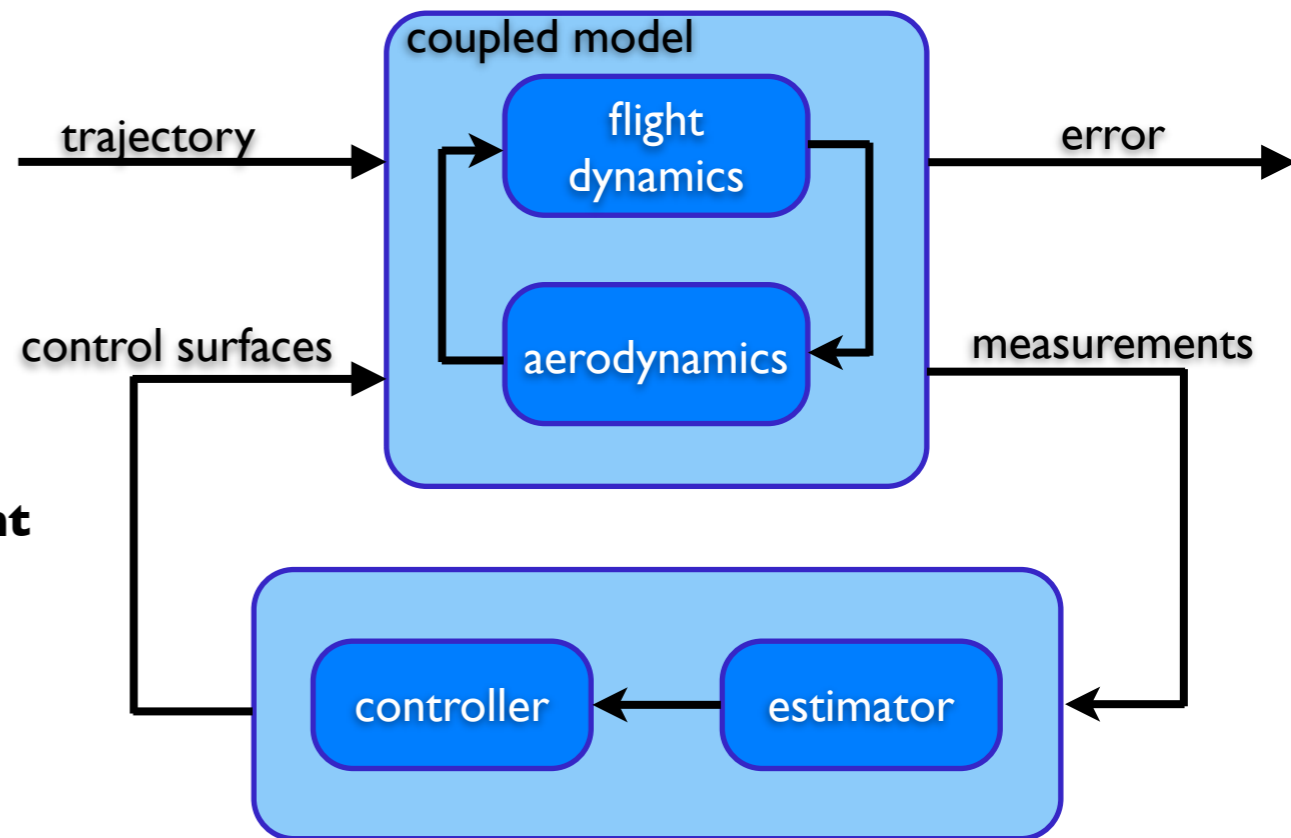 coupled model
flight
dynamics
trajectory
error
control surfaces
aerodynamics
measurements
controller
estimator